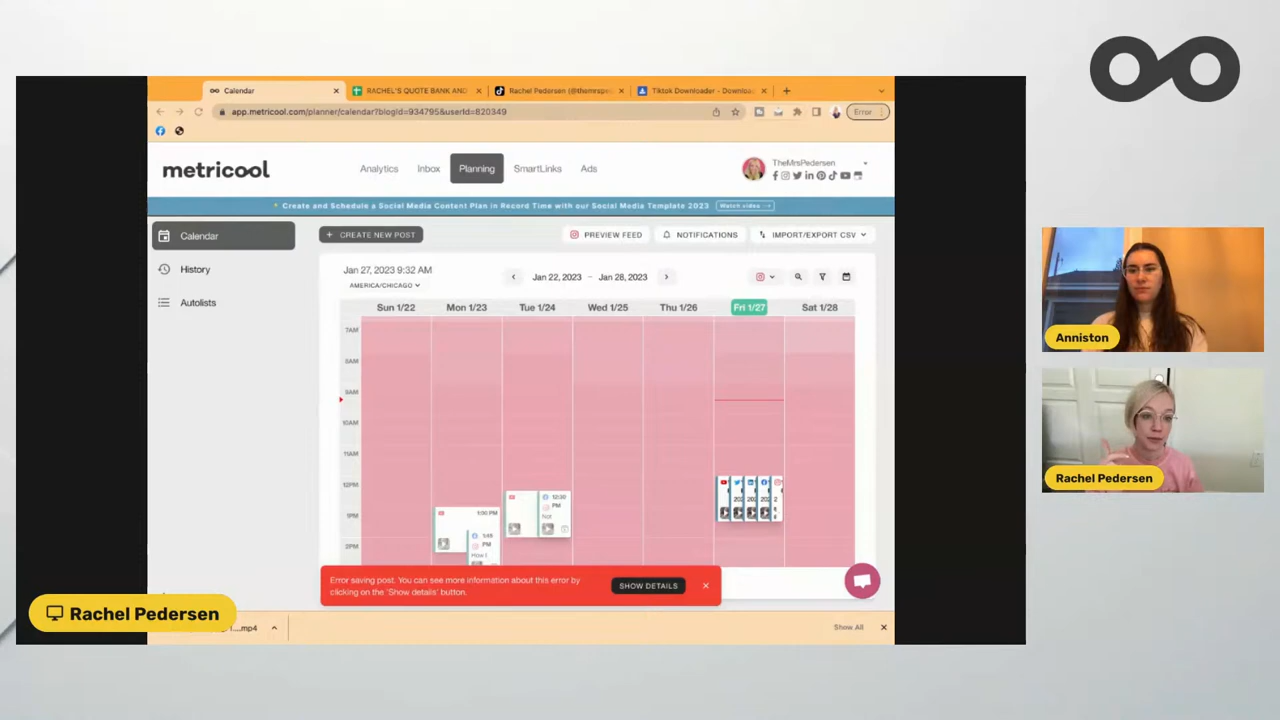 Calendar
RACHEL'S QUOTE BANK AND
Rachel Pedersen (@themrspe
Tiktok Downloader - Downloa
app.metricool.com/planner/calendar?blogId=934795&userId=820349
Error
metricool
Analytics
Inbox
Planning
SmartLinks
Ads
TheMrsPedersen
Create and Schedule a Social Media Content Plan in Record Time with our Social Media Template 2023
Watch video →
Calendar
History
Autolists
+ CREATE NEW POST
PREVIEW FEED
NOTIFICATIONS
IMPORT/EXPORT CSV
Jan 27, 2023 9:32 AM
AMERICA/CHICAGO
Jan 22, 2023 – Jan 28, 2023
Sun 1/22
Mon 1/23
Tue 1/24
Wed 1/25
Thu 1/26
Fri 1/27
Sat 1/28
7AM
8AM
9AM
10AM
11AM
12PM
1PM
2PM
1:00 PM
1:45
PM
How I
12:30
PM
Not
Error saving post. You can see more information about this error by
clicking on the 'Show details' button.
SHOW DETAILS
....mp4
Show All
Rachel Pedersen
Anniston
Rachel Pedersen